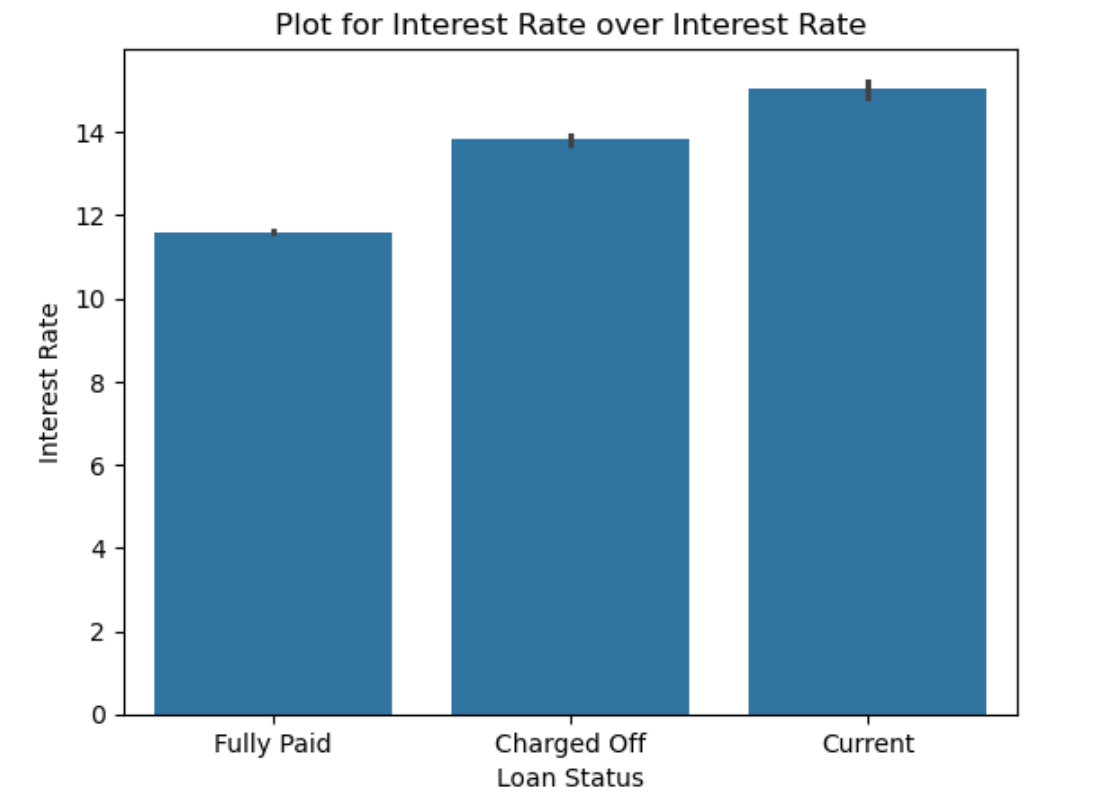 Plot for Interest Rate over Interest Rate
Interest Rate
14
12
10
8
6
4
2
0
Fully Paid Charged Off Current
Loan Status